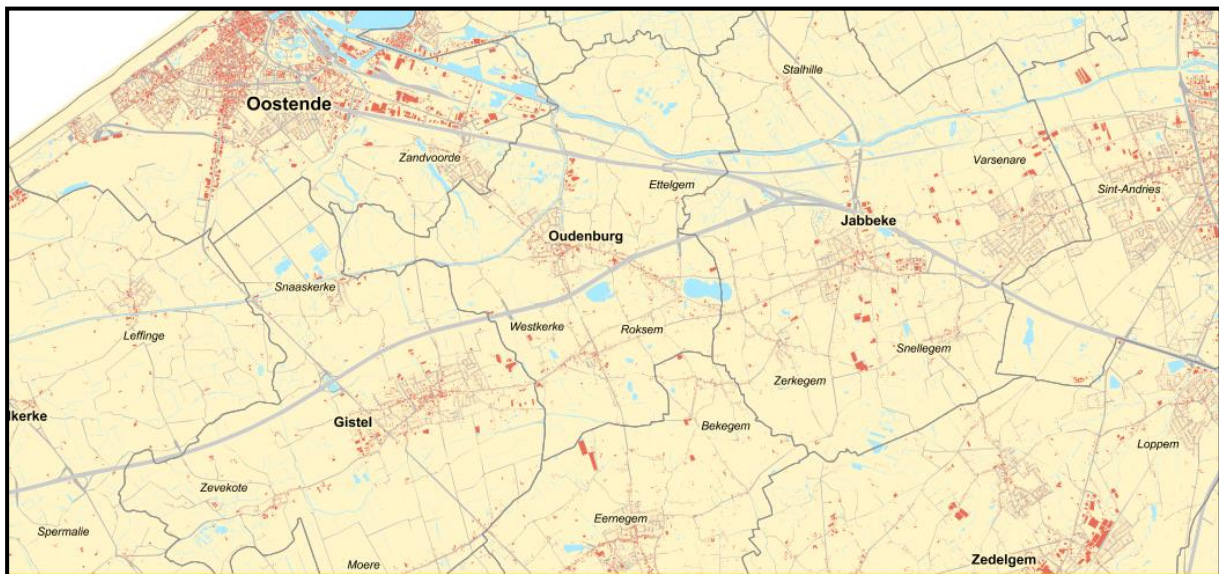 Stalhille
Oostende
Zandvoorde
Varsenare
Ettelgem
Sint-Andries
Jabbeke
Oudenburg
Snaaskerke
Westkerke
Roksem
Leffinge
Snellegem
Zerkegem
lkerke
Gistel
Bekegem
Loppem
Zevekote
Eernegem
Spermalie
Moere
Zedelgem